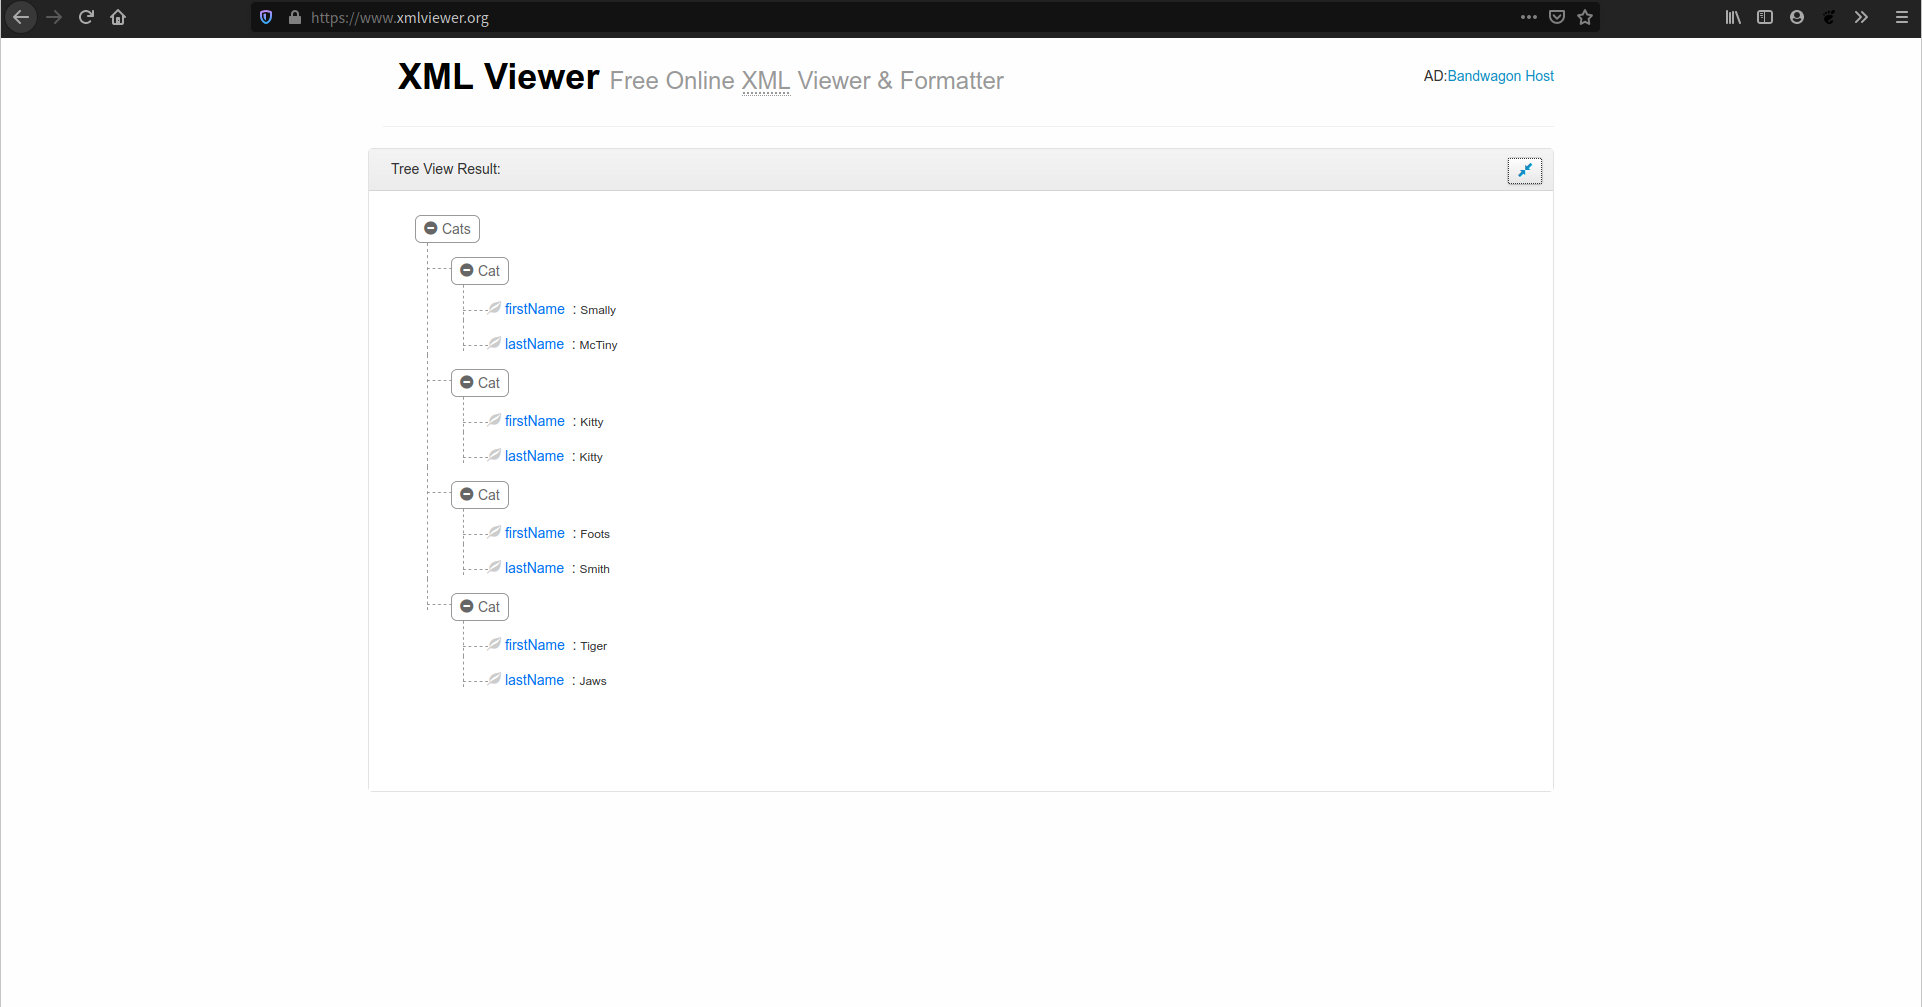 https://www.xmlviewer.org
XML Viewer Free Online XML Viewer & Formatter
AD:Bandwagon Host
Tree View Result:
Cats
Cat
firstName : Smally
lastName : McTiny
Cat
firstName : Kitty
lastName : Kitty
Cat
firstName : Foots
lastName : Smith
Cat
firstName : Tiger
lastName : Jaws